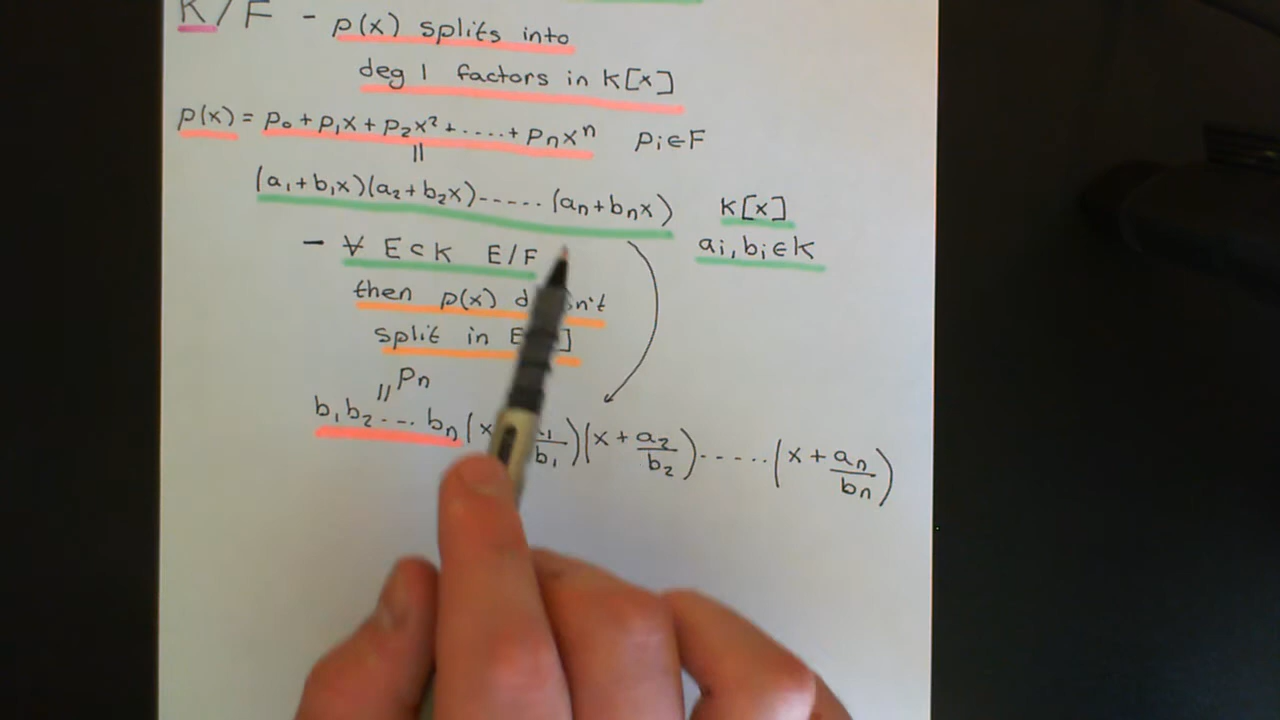 K/F - p(x) splits into
deg 1 factors in K[x]
p(x) = p₀ + p₁x + p₂x² + ..... + pₙxⁿ pᵢ∈F
=
(a₁+b₁x)(a₂+b₂x)-----(aₙ+bₙx) K[x]
- ∀ E⊂K E/F aᵢ,bᵢ∈K
then p(x)
split in
= pₙ
b₁b₂...bₙ(x )(x + a₂/b₂).....(x + aₙ/bₙ)